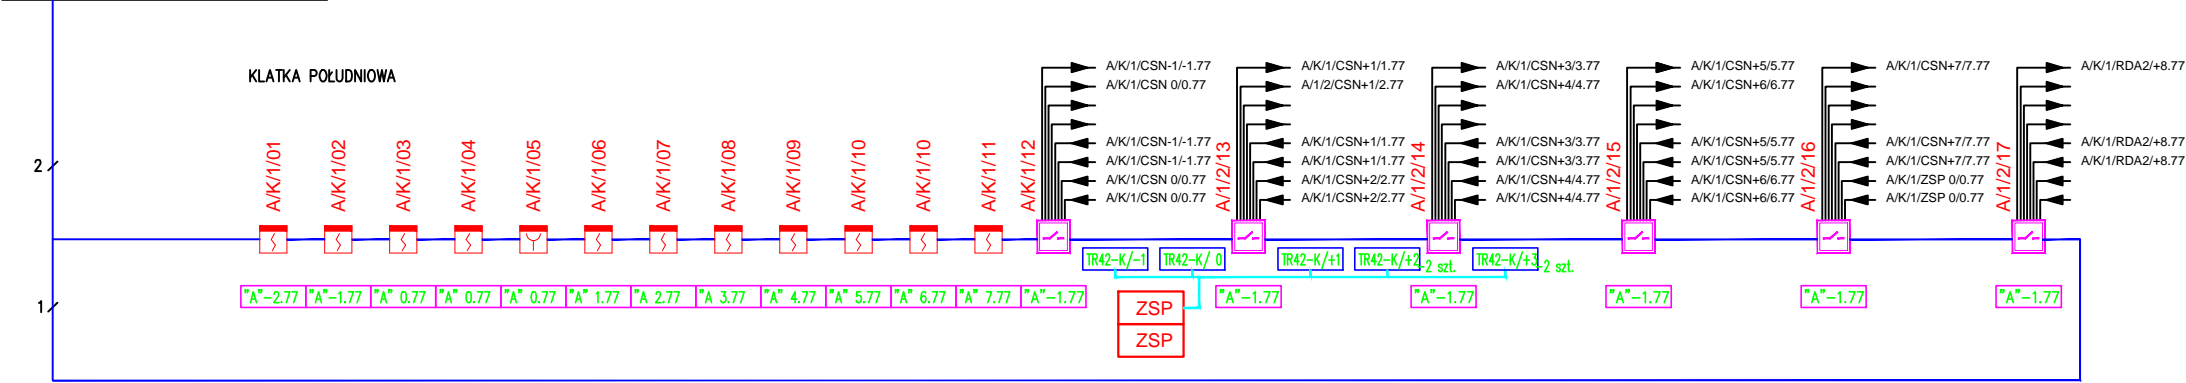 KLATKA POŁUDNIOWA
2
1
A/K/1/01
A/K/1/02
A/K/1/03
A/K/1/04
A/K/1/05
A/K/1/06
A/K/1/07
A/K/1/08
A/K/1/09
A/K/1/10
A/K/1/10
A/K/1/11
A/K/1/12
A/K/1/CSN-1/-1.77
A/K/1/CSN 0/0.77
A/K/1/CSN-1/-1.77
A/K/1/CSN-1/-1.77
A/K/1/CSN 0/0.77
A/K/1/CSN 0/0.77
A/1/2/13
A/K/1/CSN+1/1.77
A/1/2/CSN+1/2.77
A/K/1/CSN+1/1.77
A/K/1/CSN+1/1.77
A/K/1/CSN+2/2.77
A/K/1/CSN+2/2.77
A/1/2/14
A/K/1/CSN+3/3.77
A/K/1/CSN+4/4.77
A/K/1/CSN+3/3.77
A/K/1/CSN+3/3.77
A/K/1/CSN+4/4.77
A/K/1/CSN+4/4.77
A/1/2/15
A/K/1/CSN+5/5.77
A/K/1/CSN+6/6.77
A/K/1/CSN+5/5.77
A/K/1/CSN+5/5.77
A/K/1/CSN+6/6.77
A/K/1/CSN+6/6.77
A/1/2/16
A/K/1/CSN+7/7.77
A/K/1/CSN+7/7.77
A/K/1/CSN+7/7.77
A/K/1/ZSP 0/0.77
A/K/1/ZSP 0/0.77
A/1/2/17
A/K/1/RDA2/+8.77
A/K/1/RDA2/+8.77
A/K/1/RDA2/+8.77
TR42-K/-1
TR42-K/ 0
TR42-K/+1
TR42-K/+2
-2 szt.
TR42-K/+3
-2 szt.
"A"-2.77
"A"-1.77
"A" 0.77
"A" 0.77
"A" 0.77
"A" 1.77
"A" 2.77
"A 3.77
"A" 4.77
"A" 5.77
"A" 6.77
"A" 7.77
"A"-1.77
"A"-1.77
"A"-1.77
"A"-1.77
"A"-1.77
"A"-1.77
ZSP
ZSP